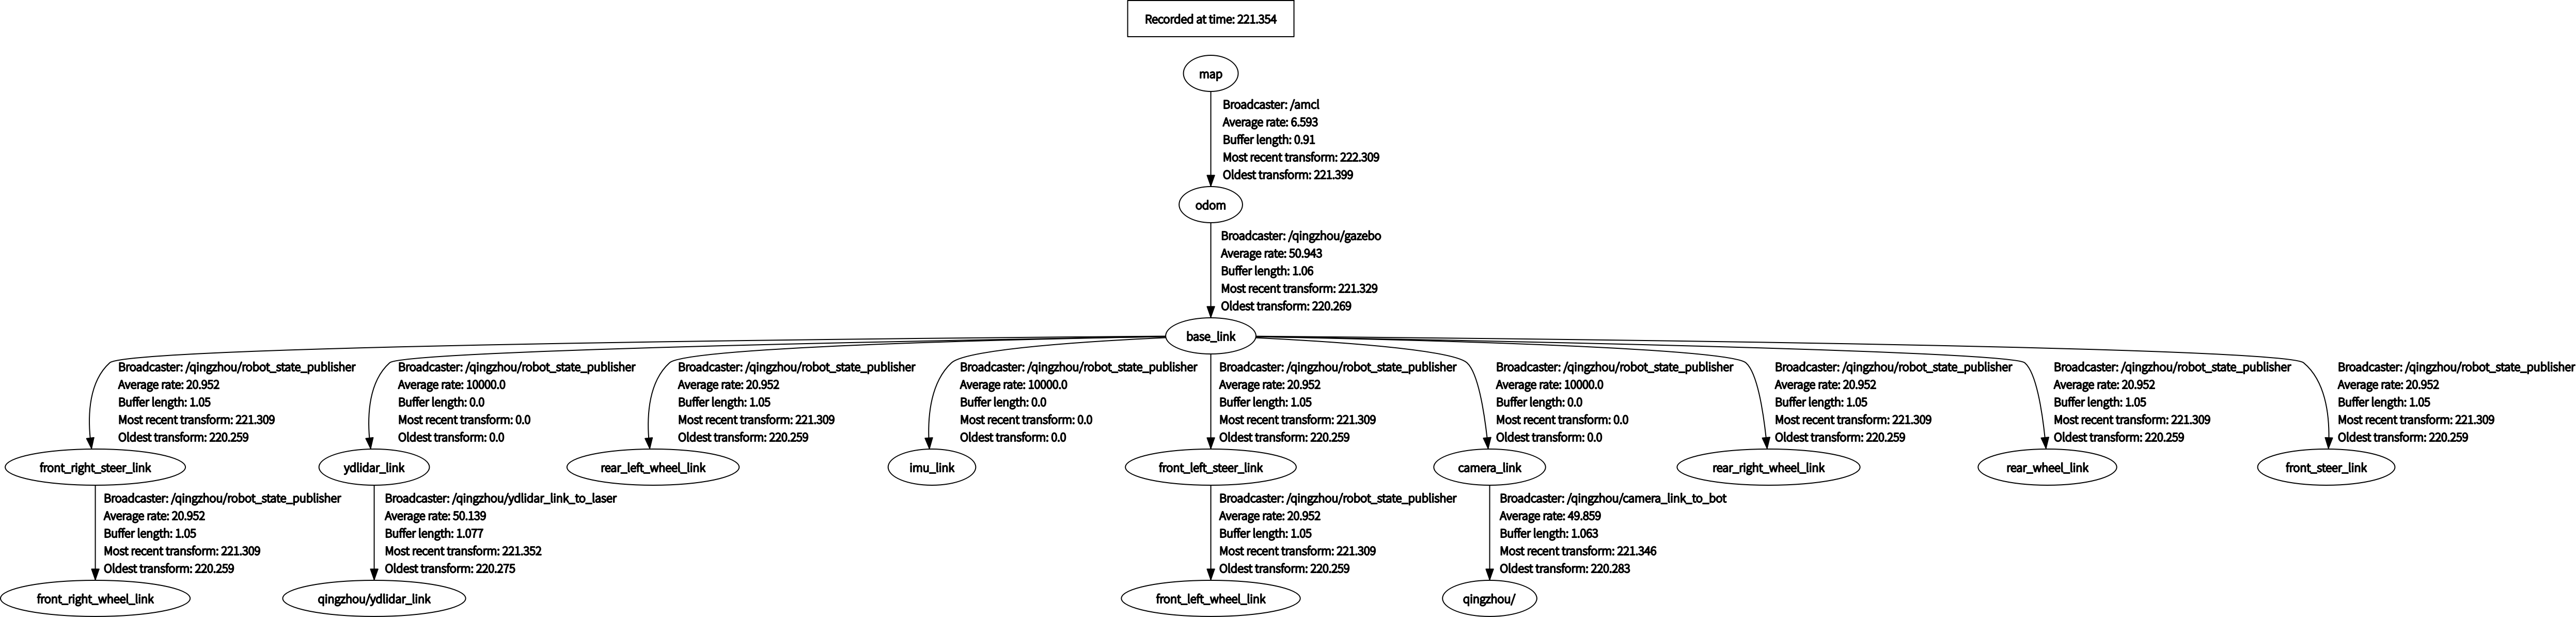 Recorded at time: 221.354
map
Broadcaster: /amcl
Average rate: 6.593
Buffer length: 0.91
Most recent transform: 222.309
Oldest transform: 221.399
odom
Broadcaster: /qingzhou/gazebo
Average rate: 50.943
Buffer length: 1.06
Most recent transform: 221.329
Oldest transform: 220.269
base_link
Broadcaster: /qingzhou/robot_state_publisher
Average rate: 20.952
Buffer length: 1.05
Most recent transform: 221.309
Oldest transform: 220.259
Broadcaster: /qingzhou/robot_state_publisher
Average rate: 10000.0
Buffer length: 0.0
Most recent transform: 0.0
Oldest transform: 0.0
Broadcaster: /qingzhou/robot_state_publisher
Average rate: 20.952
Buffer length: 1.05
Most recent transform: 221.309
Oldest transform: 220.259
Broadcaster: /qingzhou/robot_state_publisher
Average rate: 10000.0
Buffer length: 0.0
Most recent transform: 0.0
Oldest transform: 0.0
Broadcaster: /qingzhou/robot_state_publisher
Average rate: 20.952
Buffer length: 1.05
Most recent transform: 221.309
Oldest transform: 220.259
Broadcaster: /qingzhou/robot_state_publisher
Average rate: 10000.0
Buffer length: 0.0
Most recent transform: 0.0
Oldest transform: 0.0
Broadcaster: /qingzhou/robot_state_publisher
Average rate: 20.952
Buffer length: 1.05
Most recent transform: 221.309
Oldest transform: 220.259
Broadcaster: /qingzhou/robot_state_publisher
Average rate: 20.952
Buffer length: 1.05
Most recent transform: 221.309
Oldest transform: 220.259
Broadcaster: /qingzhou/robot_state_publisher
Average rate: 20.952
Buffer length: 1.05
Most recent transform: 221.309
Oldest transform: 220.259
front_right_steer_link
ydlidar_link
rear_left_wheel_link
imu_link
front_left_steer_link
camera_link
rear_right_wheel_link
rear_wheel_link
front_steer_link
Broadcaster: /qingzhou/robot_state_publisher
Average rate: 20.952
Buffer length: 1.05
Most recent transform: 221.309
Oldest transform: 220.259
Broadcaster: /qingzhou/ydlidar_link_to_laser
Average rate: 50.139
Buffer length: 1.077
Most recent transform: 221.352
Oldest transform: 220.275
Broadcaster: /qingzhou/robot_state_publisher
Average rate: 20.952
Buffer length: 1.05
Most recent transform: 221.309
Oldest transform: 220.259
Broadcaster: /qingzhou/camera_link_to_bot
Average rate: 49.859
Buffer length: 1.063
Most recent transform: 221.346
Oldest transform: 220.283
front_right_wheel_link
qingzhou/ydlidar_link
front_left_wheel_link
qingzhou/